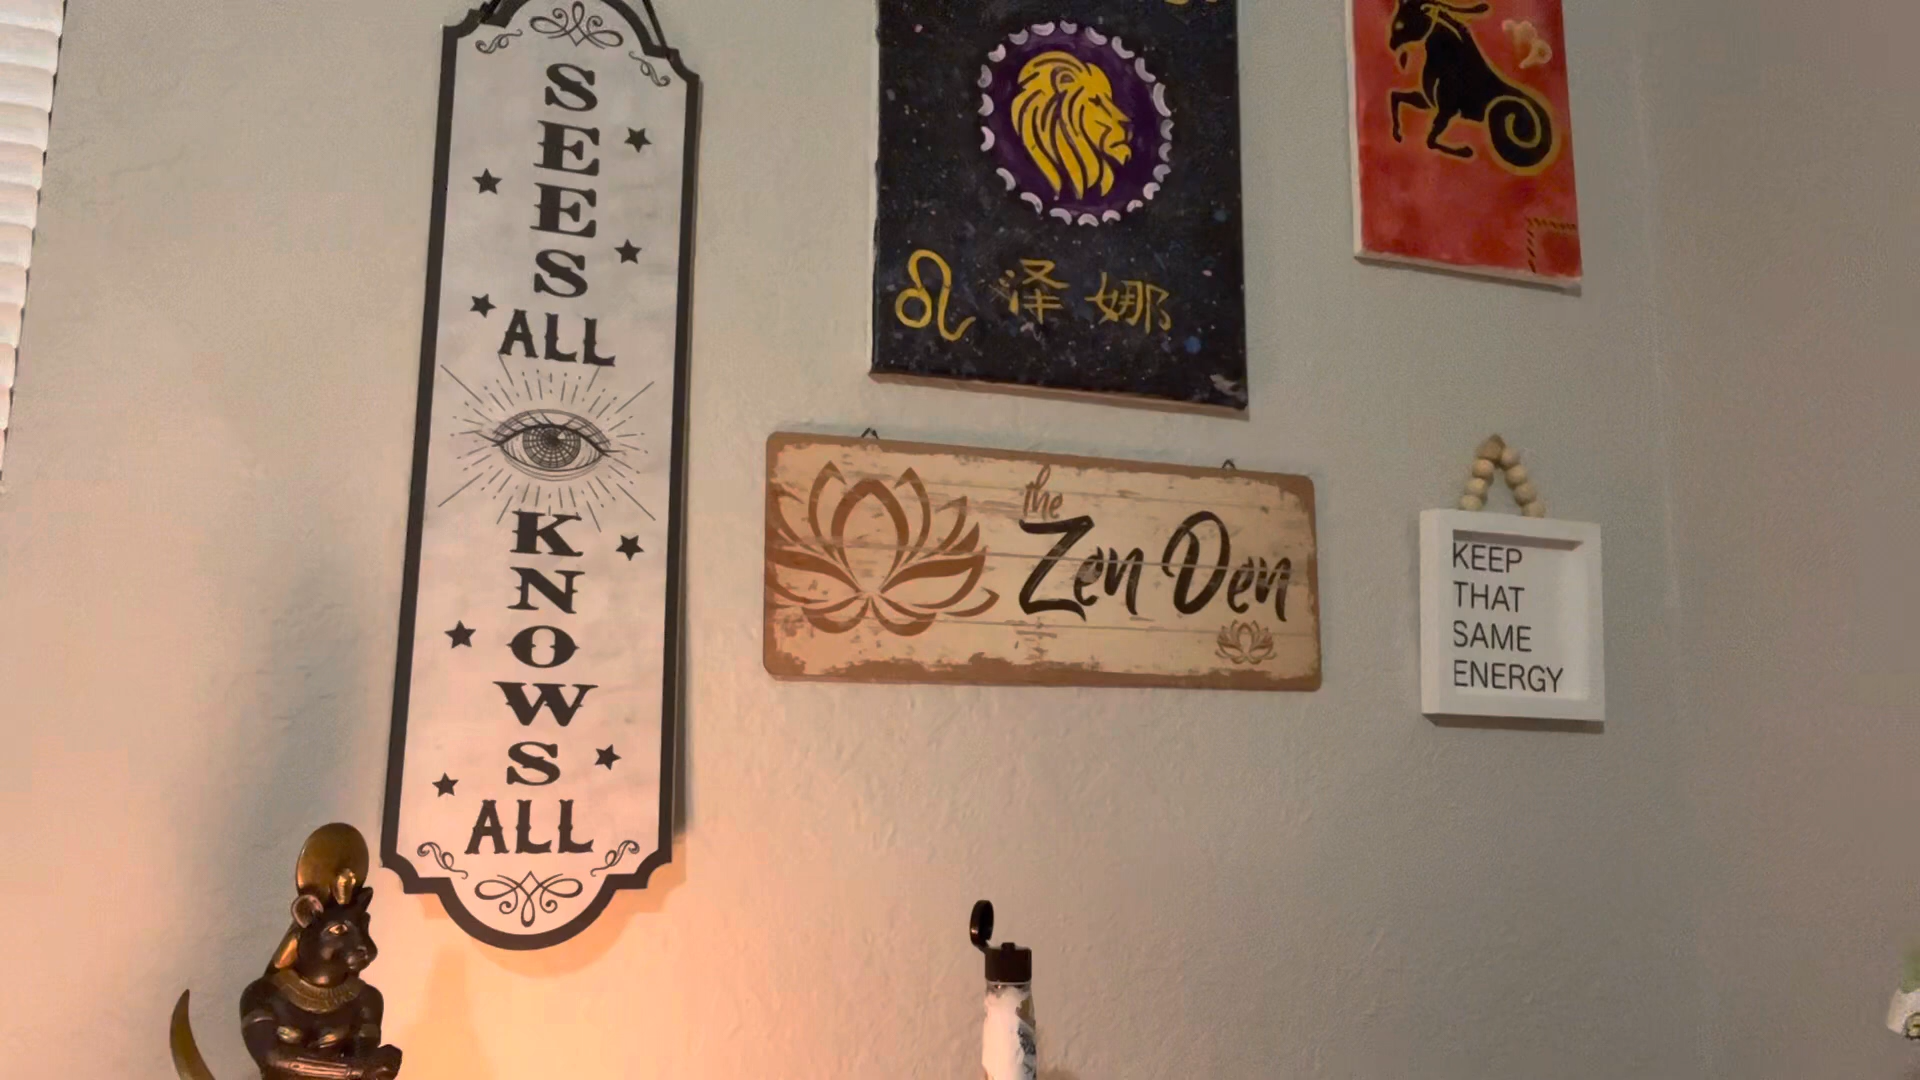 SEES
ALL
KNOWS
ALL
♌ 泽娜
the
Zen Den
KEEP
THAT
SAME
ENERGY